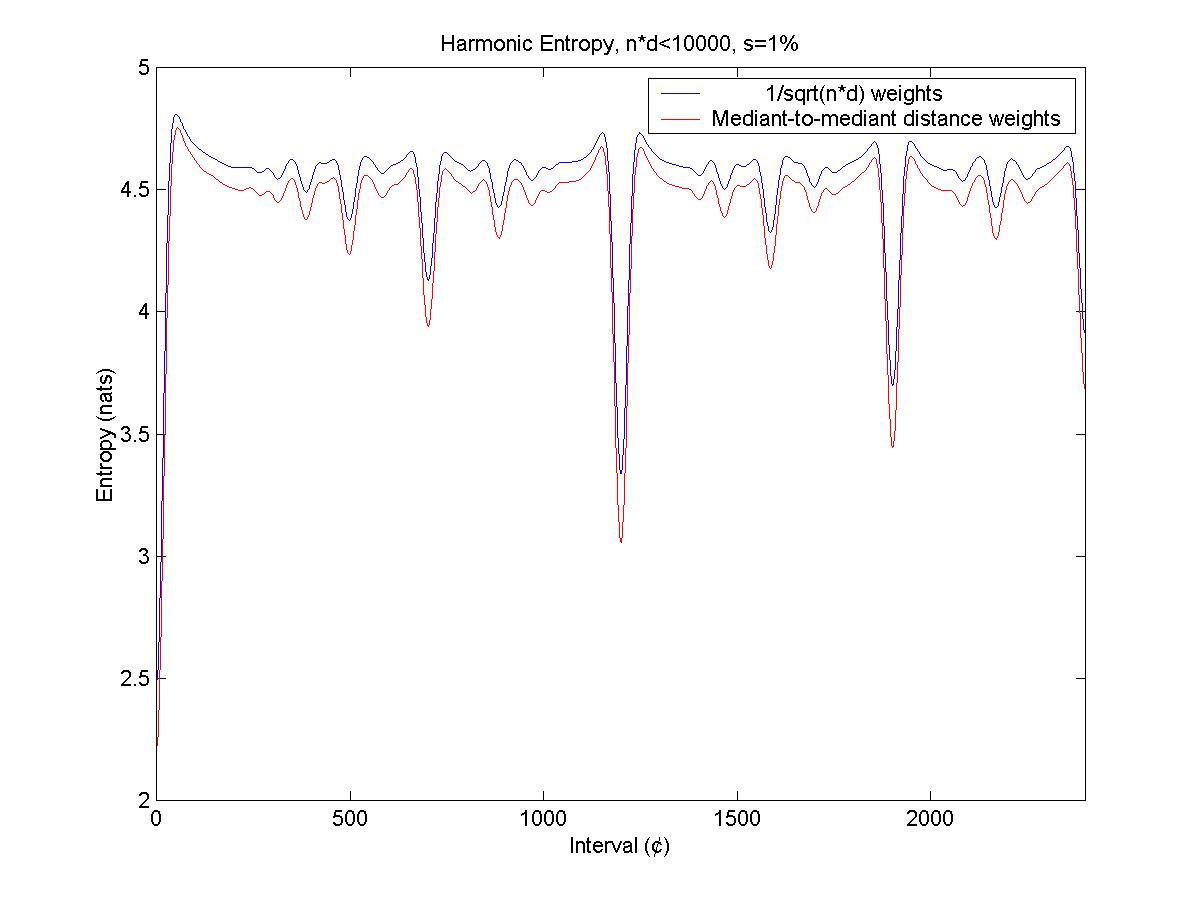 Harmonic Entropy, n*d<10000, s=1%
1/sqrt(n*d) weights
Mediant-to-mediant distance weights
5
4.5
4
3.5
3
2.5
2
Entropy (nats)
0 500 1000 1500 2000
Interval (¢)